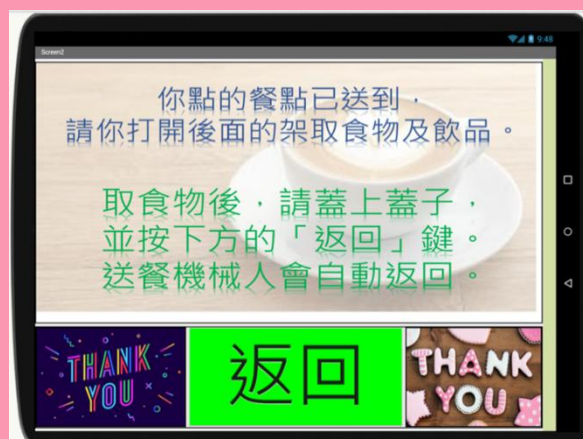 9:48
Screen2
你點的餐點已送到，
請你打開後面的架取食物及飲品。
取食物後，請蓋上蓋子，
並按下方的「返回」鍵。
送餐機械人會自動返回。
THANK
YOU
返回
THANK
YOU